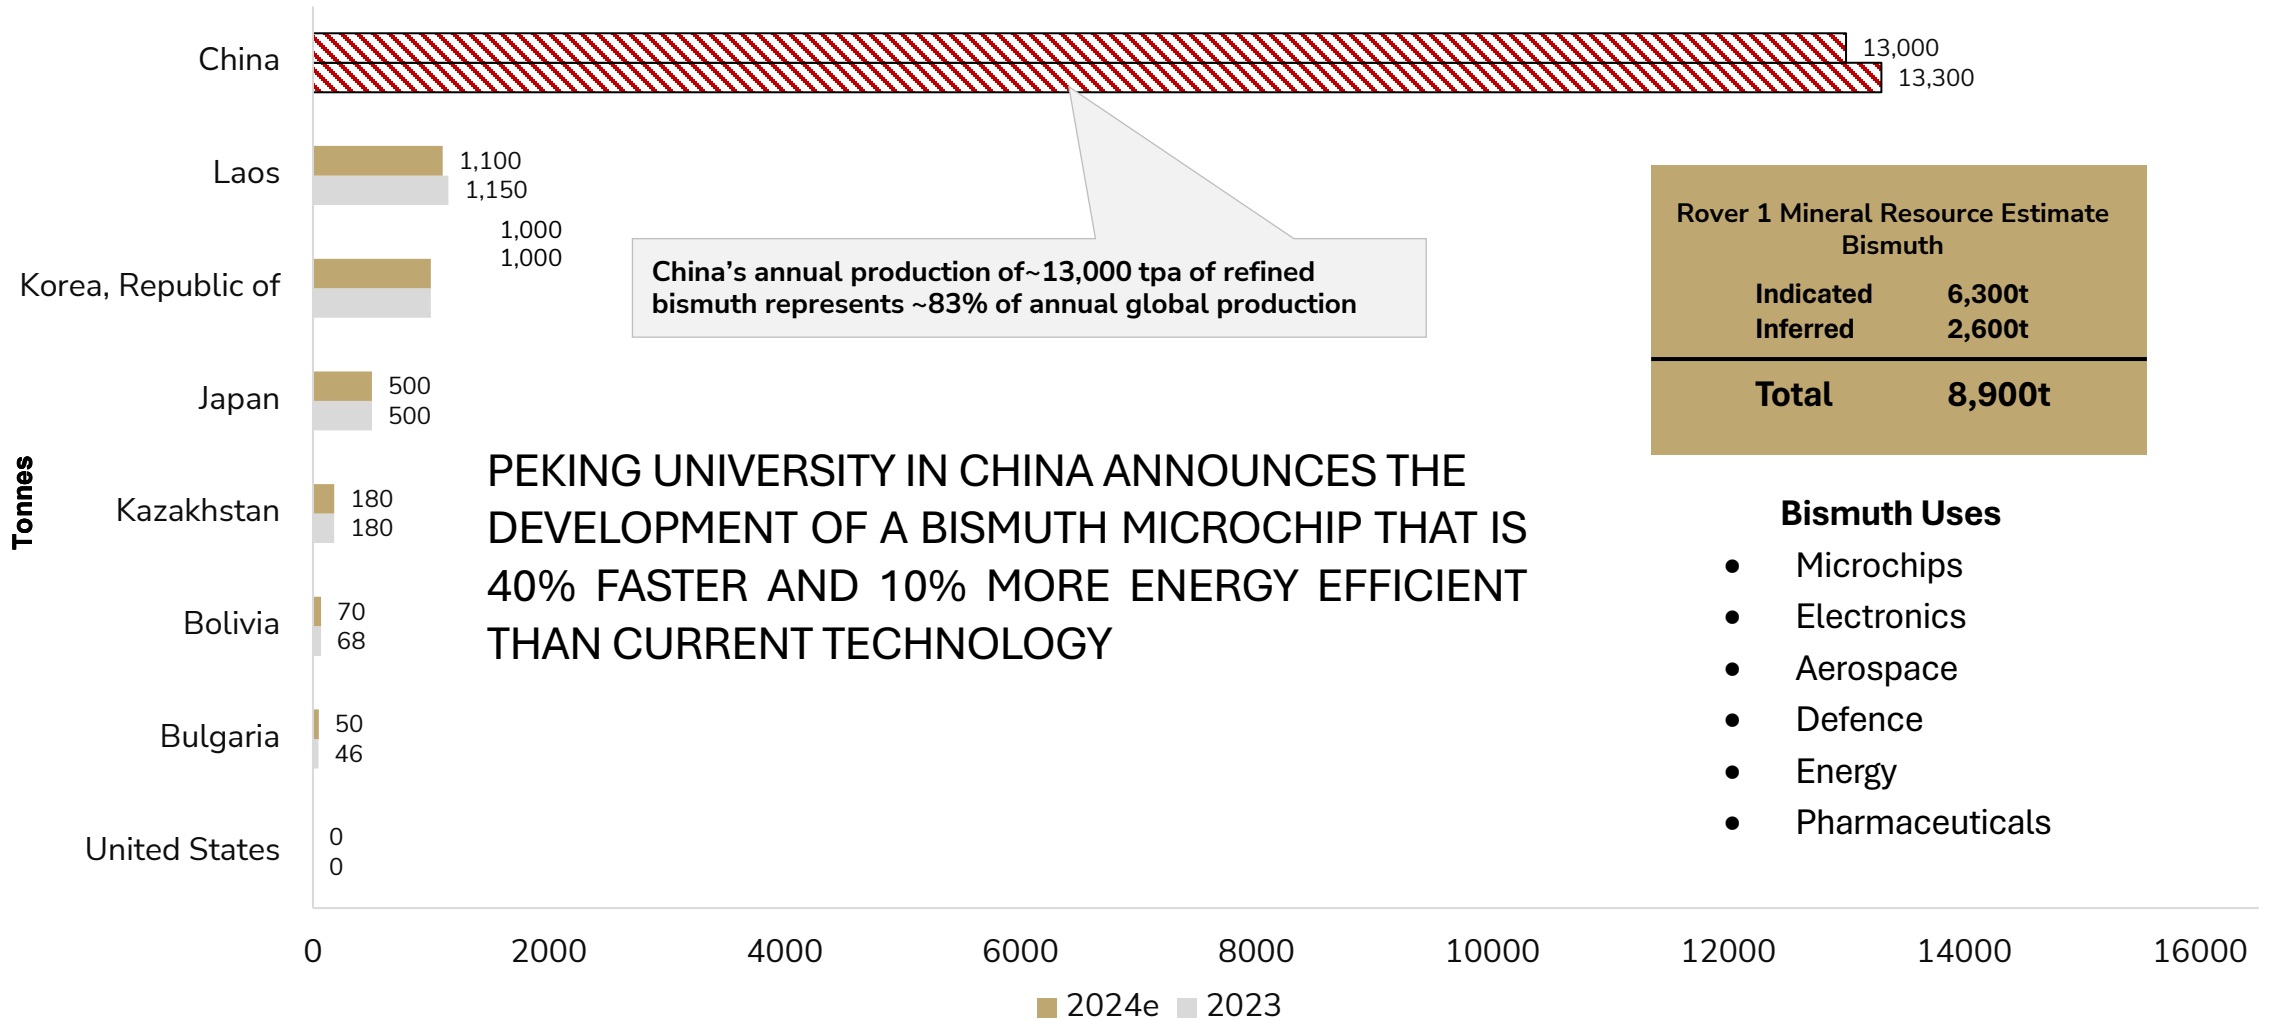 China
13,000
13,300
Laos
1,100
1,150
Korea, Republic of
1,000
1,000
Japan
500
500
Kazakhstan
180
180
Bolivia
70
68
Bulgaria
50
46
United States
0
0
Tonnes
China’s annual production of~13,000 tpa of refined
bismuth represents ~83% of annual global production
PEKING UNIVERSITY IN CHINA ANNOUNCES THE
DEVELOPMENT OF A BISMUTH MICROCHIP THAT IS
40% FASTER AND 10% MORE ENERGY EFFICIENT
THAN CURRENT TECHNOLOGY
Rover 1 Mineral Resource Estimate
Bismuth
Indicated 6,300t
Inferred 2,600t
Total 8,900t
Bismuth Uses
• Microchips
• Electronics
• Aerospace
• Defence
• Energy
• Pharmaceuticals
0 2000 4000 6000 8000 10000 12000 14000 16000
2024e 2023